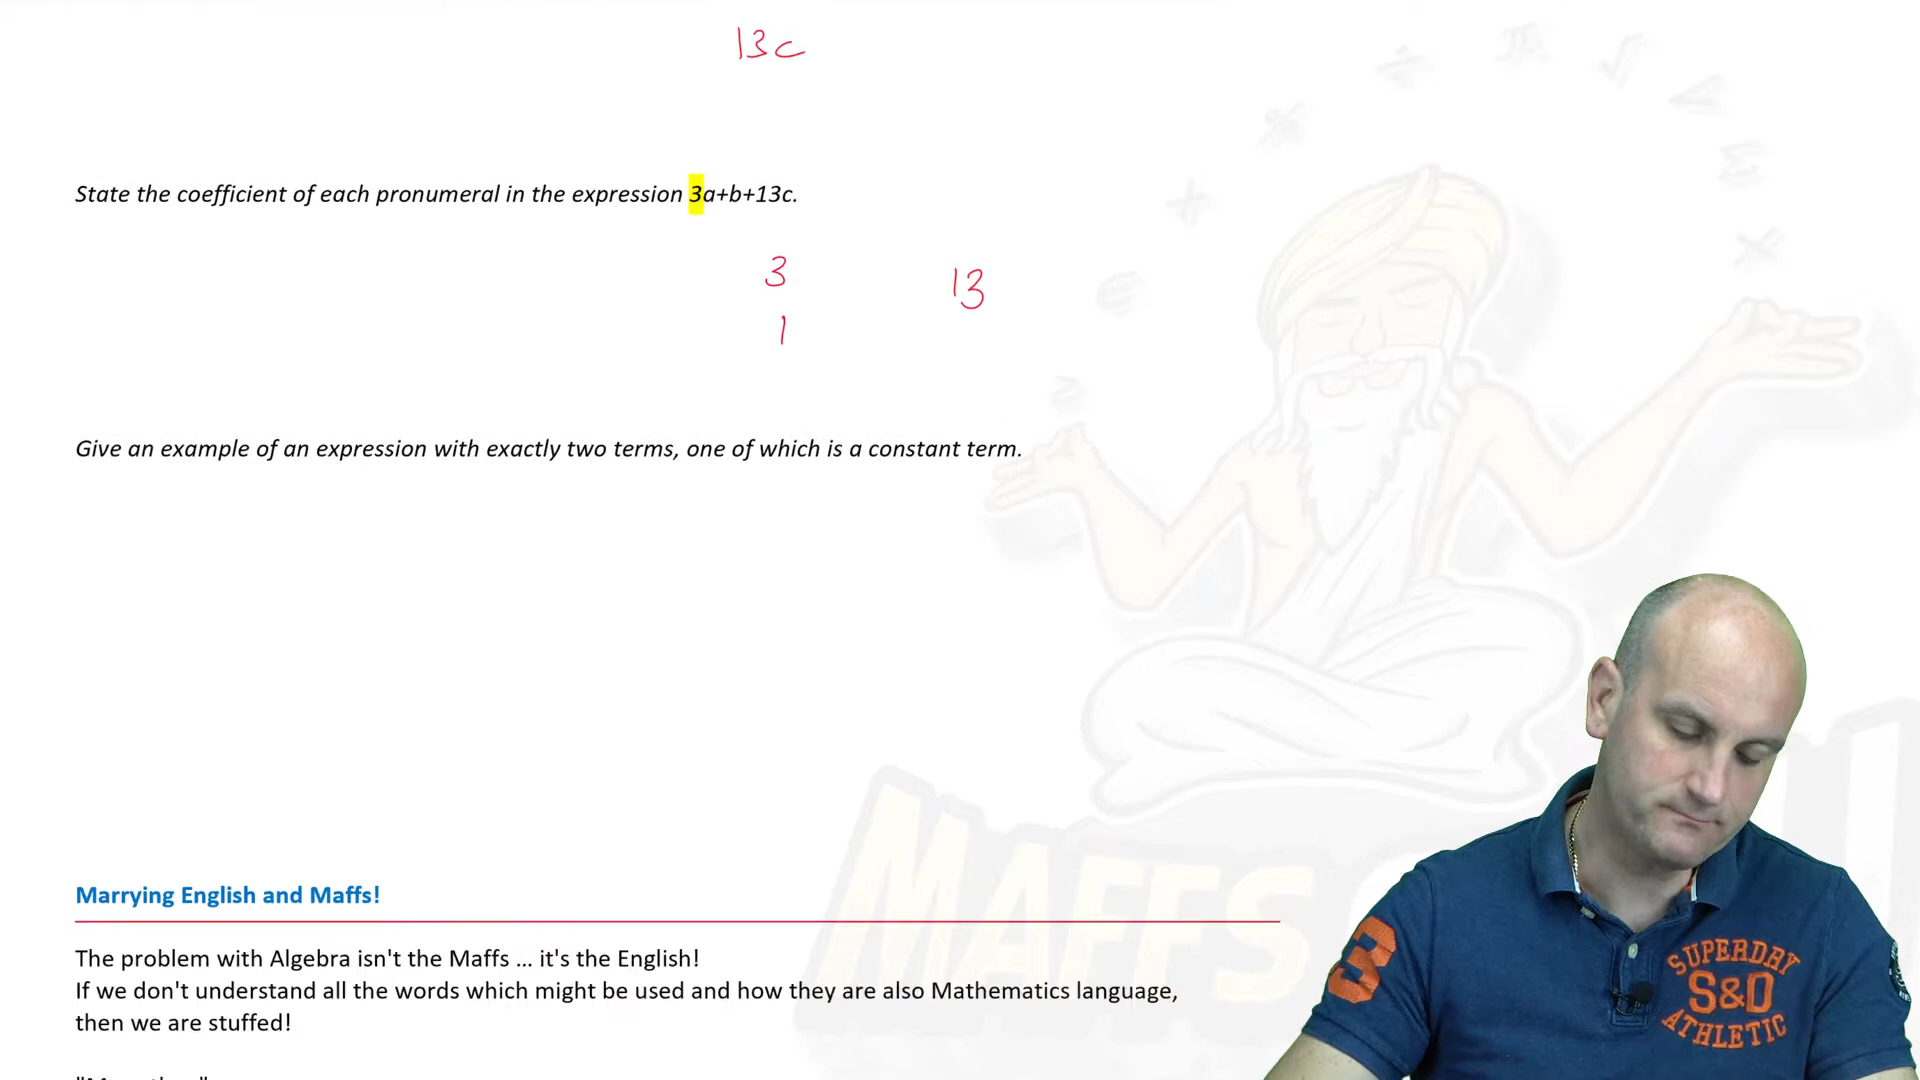 13c
State the coefficient of each pronumeral in the expression 3a+b+13c.
3
13
1
Give an example of an expression with exactly two terms, one of which is a constant term.
MAFFS
Marrying English and Maffs!
The problem with Algebra isn't the Maffs ... it's the English!
If we don't understand all the words which might be used and how they are also Mathematics language,
then we are stuffed!
3
SUPERDRY
S&D
ATHLETIC